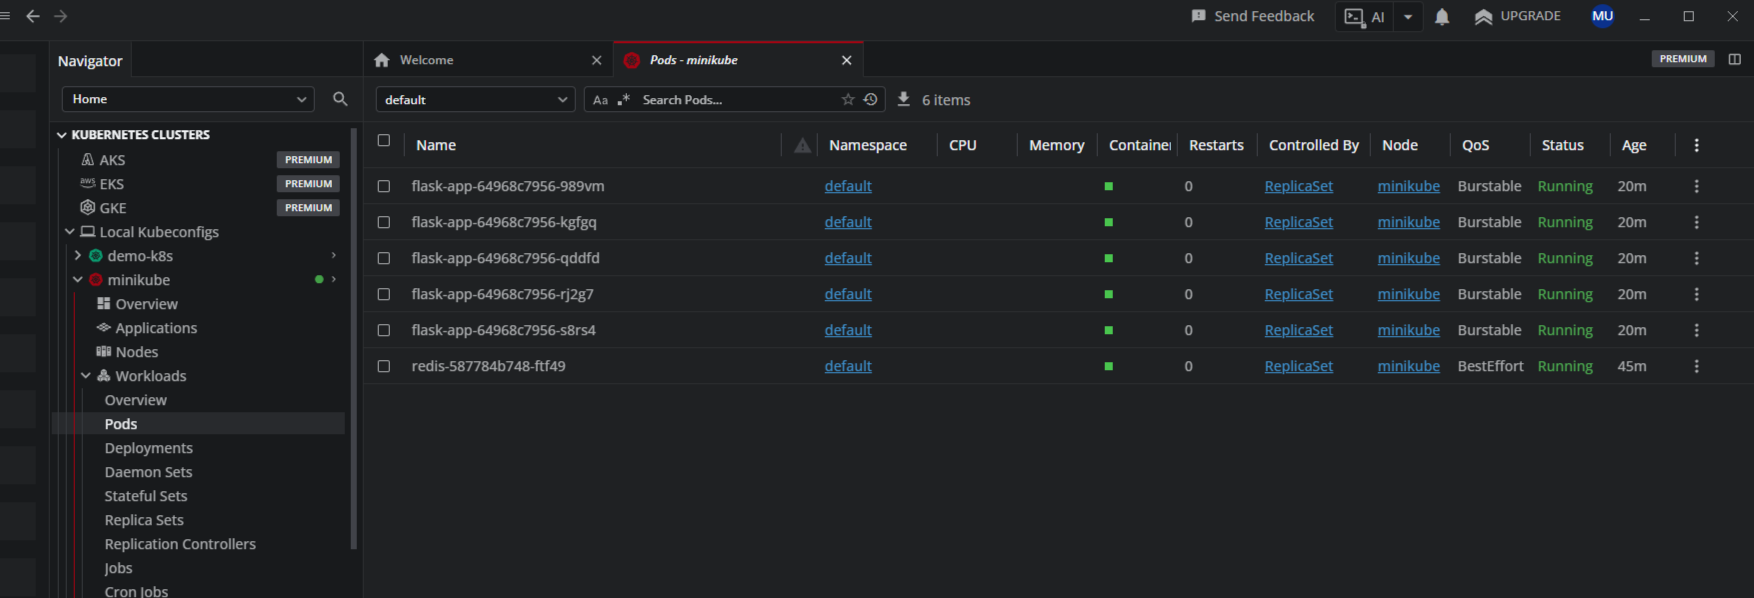 Send Feedback AI UPGRADE MU
Navigator
Welcome
Pods - minikube
PREMIUM
Home
default
Aa .* Search Pods...
6 items
KUBERNETES CLUSTERS
AKS PREMIUM
aws EKS PREMIUM
GKE PREMIUM
Local Kubeconfigs
demo-k8s
minikube
Overview
Applications
Nodes
Workloads
Overview
Pods
Deployments
Daemon Sets
Stateful Sets
Replica Sets
Replication Controllers
Jobs
Cron Jobs
Name Namespace CPU Memory Container Restarts Controlled By Node QoS Status Age
flask-app-64968c7956-989vm default 0 ReplicaSet minikube Burstable Running 20m
flask-app-64968c7956-kgfgq default 0 ReplicaSet minikube Burstable Running 20m
flask-app-64968c7956-qddfd default 0 ReplicaSet minikube Burstable Running 20m
flask-app-64968c7956-rj2g7 default 0 ReplicaSet minikube Burstable Running 20m
flask-app-64968c7956-s8rs4 default 0 ReplicaSet minikube Burstable Running 20m
redis-587784b748-ftf49 default 0 ReplicaSet minikube BestEffort Running 45m